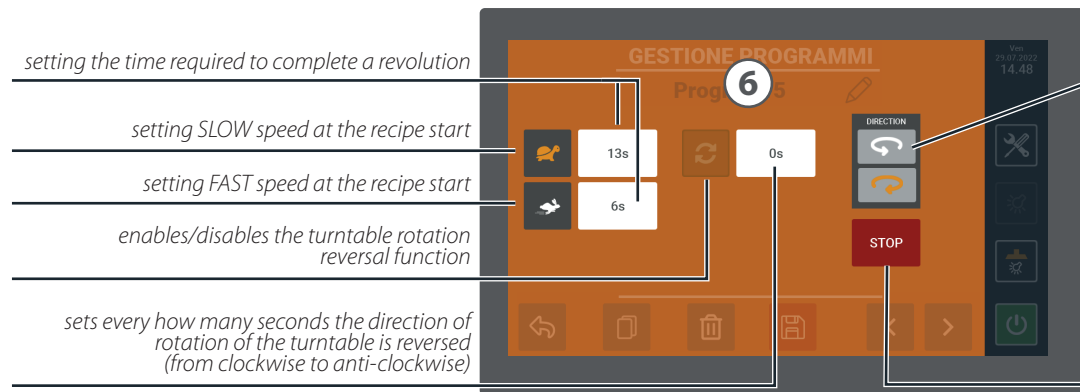 setting the time required to complete a revolution
setting SLOW speed at the recipe start
setting FAST speed at the recipe start
enables/disables the turntable rotation
reversal function
sets every how many seconds the direction of
rotation of the turntable is reversed
(from clockwise to anti-clockwise)
GESTIONE PROGRAMMI
6
5
13s
6s
0s
DIRECTION
STOP
Ven
29.07.2022
14.48